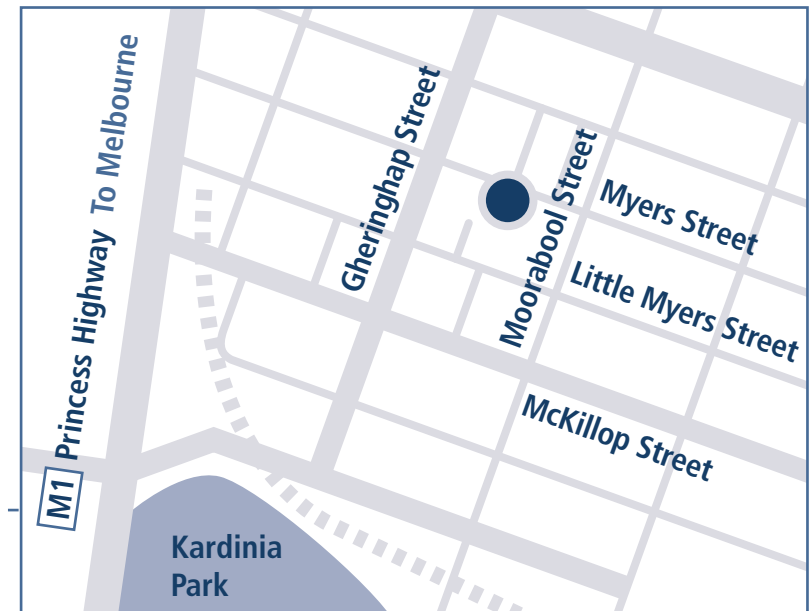 Princess Highway To Melbourne
M1
Gheringhap Street
Moorabool Street
Myers Street
Little Myers Street
McKillop Street
Kardinia
Park